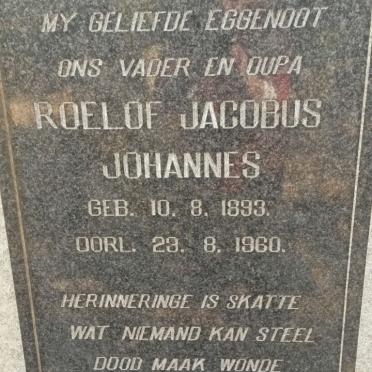 MY GELIEFDE EGGENOOT
ONS VADER EN OUPA
ROELOF JACOBUS
JOHANNES
GEB. 10. 8. 1893.
OORL. 23. 8. 1960.
HERINNERINGE IS SKATTE
WAT NIEMAND KAN STEEL
DOOD MAAK WONDE